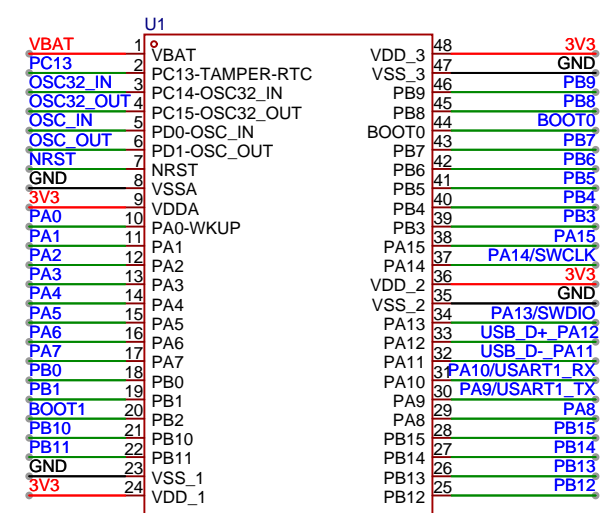 U1
VBAT 1 VBAT VDD_3 48 3V3
PC13 2 PC13-TAMPER-RTC VSS_3 47 GND
OSC32_IN 3 PC14-OSC32_IN PB9 46 PB9
OSC32_OUT 4 PC15-OSC32_OUT PB8 45 PB8
OSC_IN 5 PD0-OSC_IN BOOT0 44 BOOT0
OSC_OUT 6 PD1-OSC_OUT PB7 43 PB7
NRST 7 NRST PB6 42 PB6
GND 8 VSSA PB5 41 PB5
3V3 9 VDDA PB4 40 PB4
PA0 10 PA0-WKUP PB3 39 PB3
PA1 11 PA1 PA15 38 PA15
PA2 12 PA2 PA14 37 PA14/SWCLK
PA3 13 PA3 VDD_2 36 3V3
PA4 14 PA4 VSS_2 35 GND
PA5 15 PA5 PA13 34 PA13/SWDIO
PA6 16 PA6 PA12 33 USB_D+_PA12
PA7 17 PA7 PA11 32 USB_D-_PA11
PB0 18 PB0 PA10 31 PA10/USART1_RX
PB1 19 PB1 PA9 30 PA9/USART1_TX
BOOT1 20 PB2 PA8 29 PA8
PB10 21 PB10 PB15 28 PB15
PB11 22 PB11 PB14 27 PB14
GND 23 VSS_1 PB13 26 PB13
3V3 24 VDD_1 PB12 25 PB12